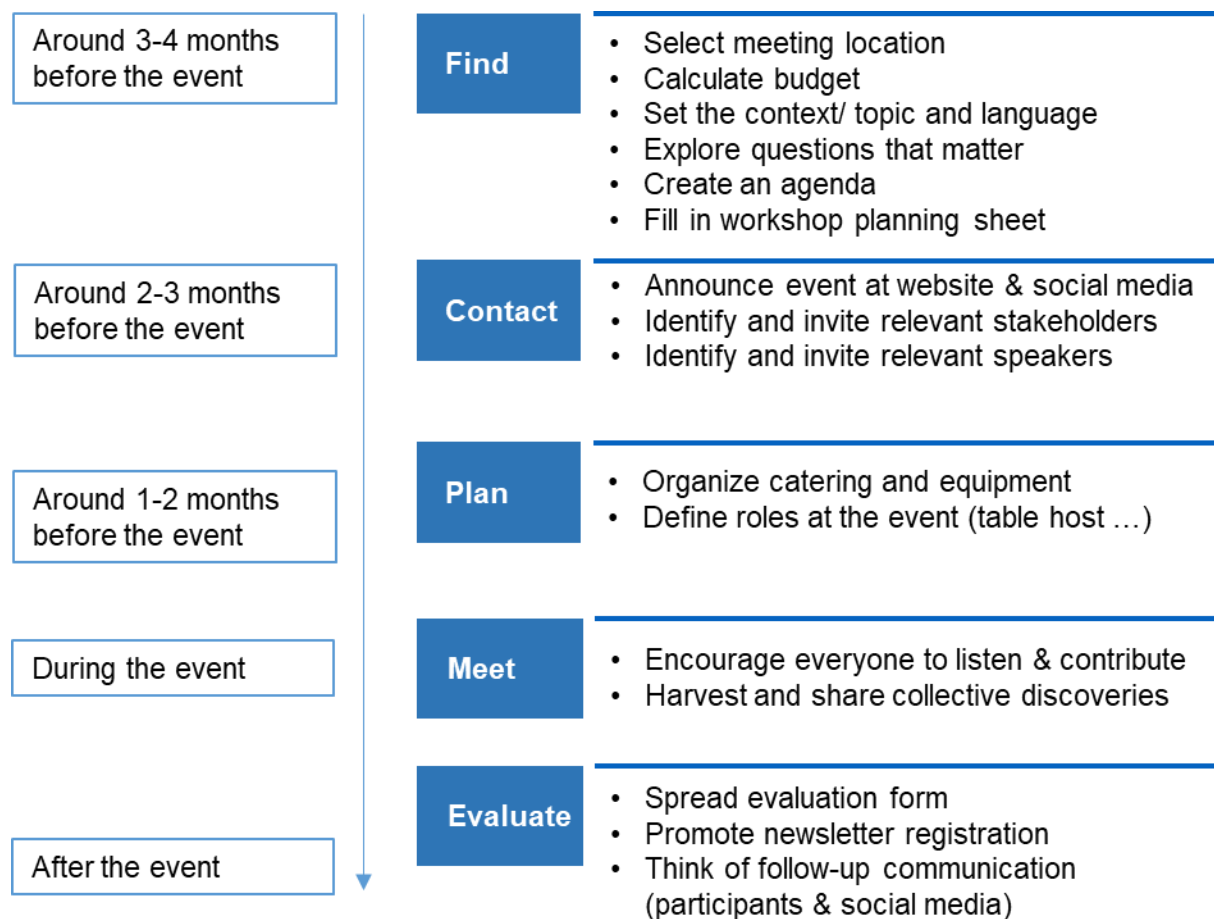 Around 3-4 months
before the event
Find
• Select meeting location
• Calculate budget
• Set the context/ topic and language
• Explore questions that matter
• Create an agenda
• Fill in workshop planning sheet
Around 2-3 months
before the event
Contact
• Announce event at website & social media
• Identify and invite relevant stakeholders
• Identify and invite relevant speakers
Around 1-2 months
before the event
Plan
• Organize catering and equipment
• Define roles at the event (table host …)
During the event
Meet
• Encourage everyone to listen & contribute
• Harvest and share collective discoveries
After the event
Evaluate
• Spread evaluation form
• Promote newsletter registration
• Think of follow-up communication
(participants & social media)